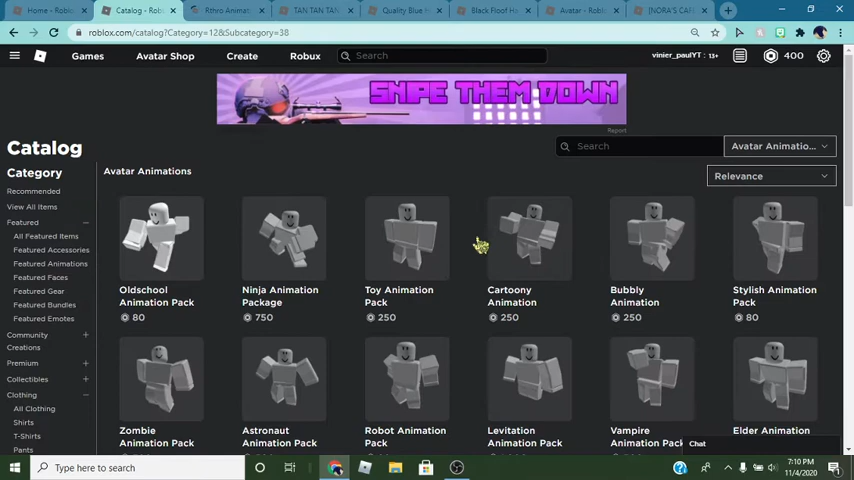 Home - Roblox
Catalog - Roblo
Rthro Animati
TAN TAN TAN
Quality Blue H
Black Floof Ha
Avatar - Roblo
[NORA'S CAFE
roblox.com/catalog?Category=12&Subcategory=38
Games
Avatar Shop
Create
Robux
Search
vinier_paulYT : 13+
400
SNIPE THEM DOWN
Report
Catalog
Search
Avatar Animatio...
Category
Avatar Animations
Relevance
Recommended
View All Items
Featured
All Featured Items
Featured Accessories
Featured Animations
Featured Faces
Featured Gear
Featured Bundles
Featured Emotes
Community
Creations
Premium
Collectibles
Clothing
All Clothing
Shirts
T-Shirts
Pants
Oldschool
Animation Pack
80
Ninja Animation
Package
750
Toy Animation
Pack
250
Cartoony
Animation
250
Bubbly
Animation
250
Stylish Animation
Pack
80
Zombie
Animation Pack
Astronaut
Animation Pack
Robot Animation
Pack
Levitation
Animation Pack
Vampire
Animation Pack
Elder Animation
Chat
Type here to search
7:10 PM
11/4/2020